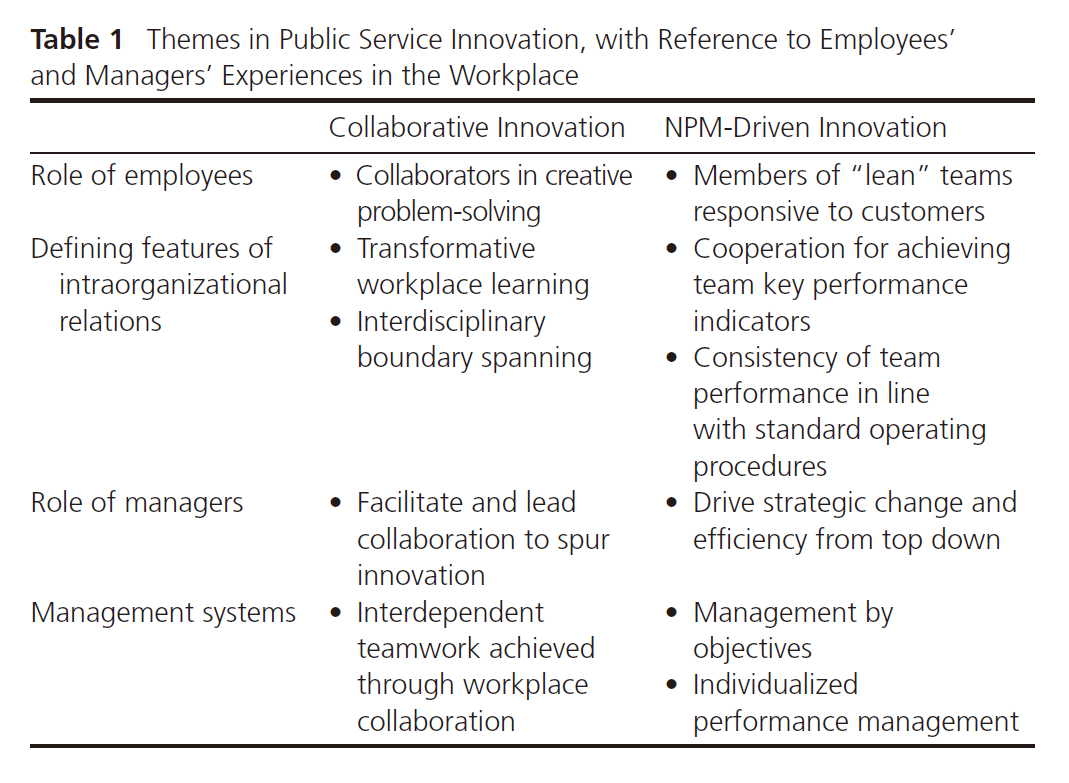 Table 1 Themes in Public Service Innovation, with Reference to Employees’
and Managers’ Experiences in the Workplace
Collaborative Innovation NPM-Driven Innovation
Role of employees
• Collaborators in creative
problem-solving
• Members of “lean” teams
responsive to customers
Defining features of
intraorganizational
relations
• Transformative
workplace learning
• Interdisciplinary
boundary spanning
• Cooperation for achieving
team key performance
indicators
• Consistency of team
performance in line
with standard operating
procedures
Role of managers
• Facilitate and lead
collaboration to spur
innovation
• Drive strategic change and
efficiency from top down
Management systems
• Interdependent
teamwork achieved
through workplace
collaboration
• Management by
objectives
• Individualized
performance management